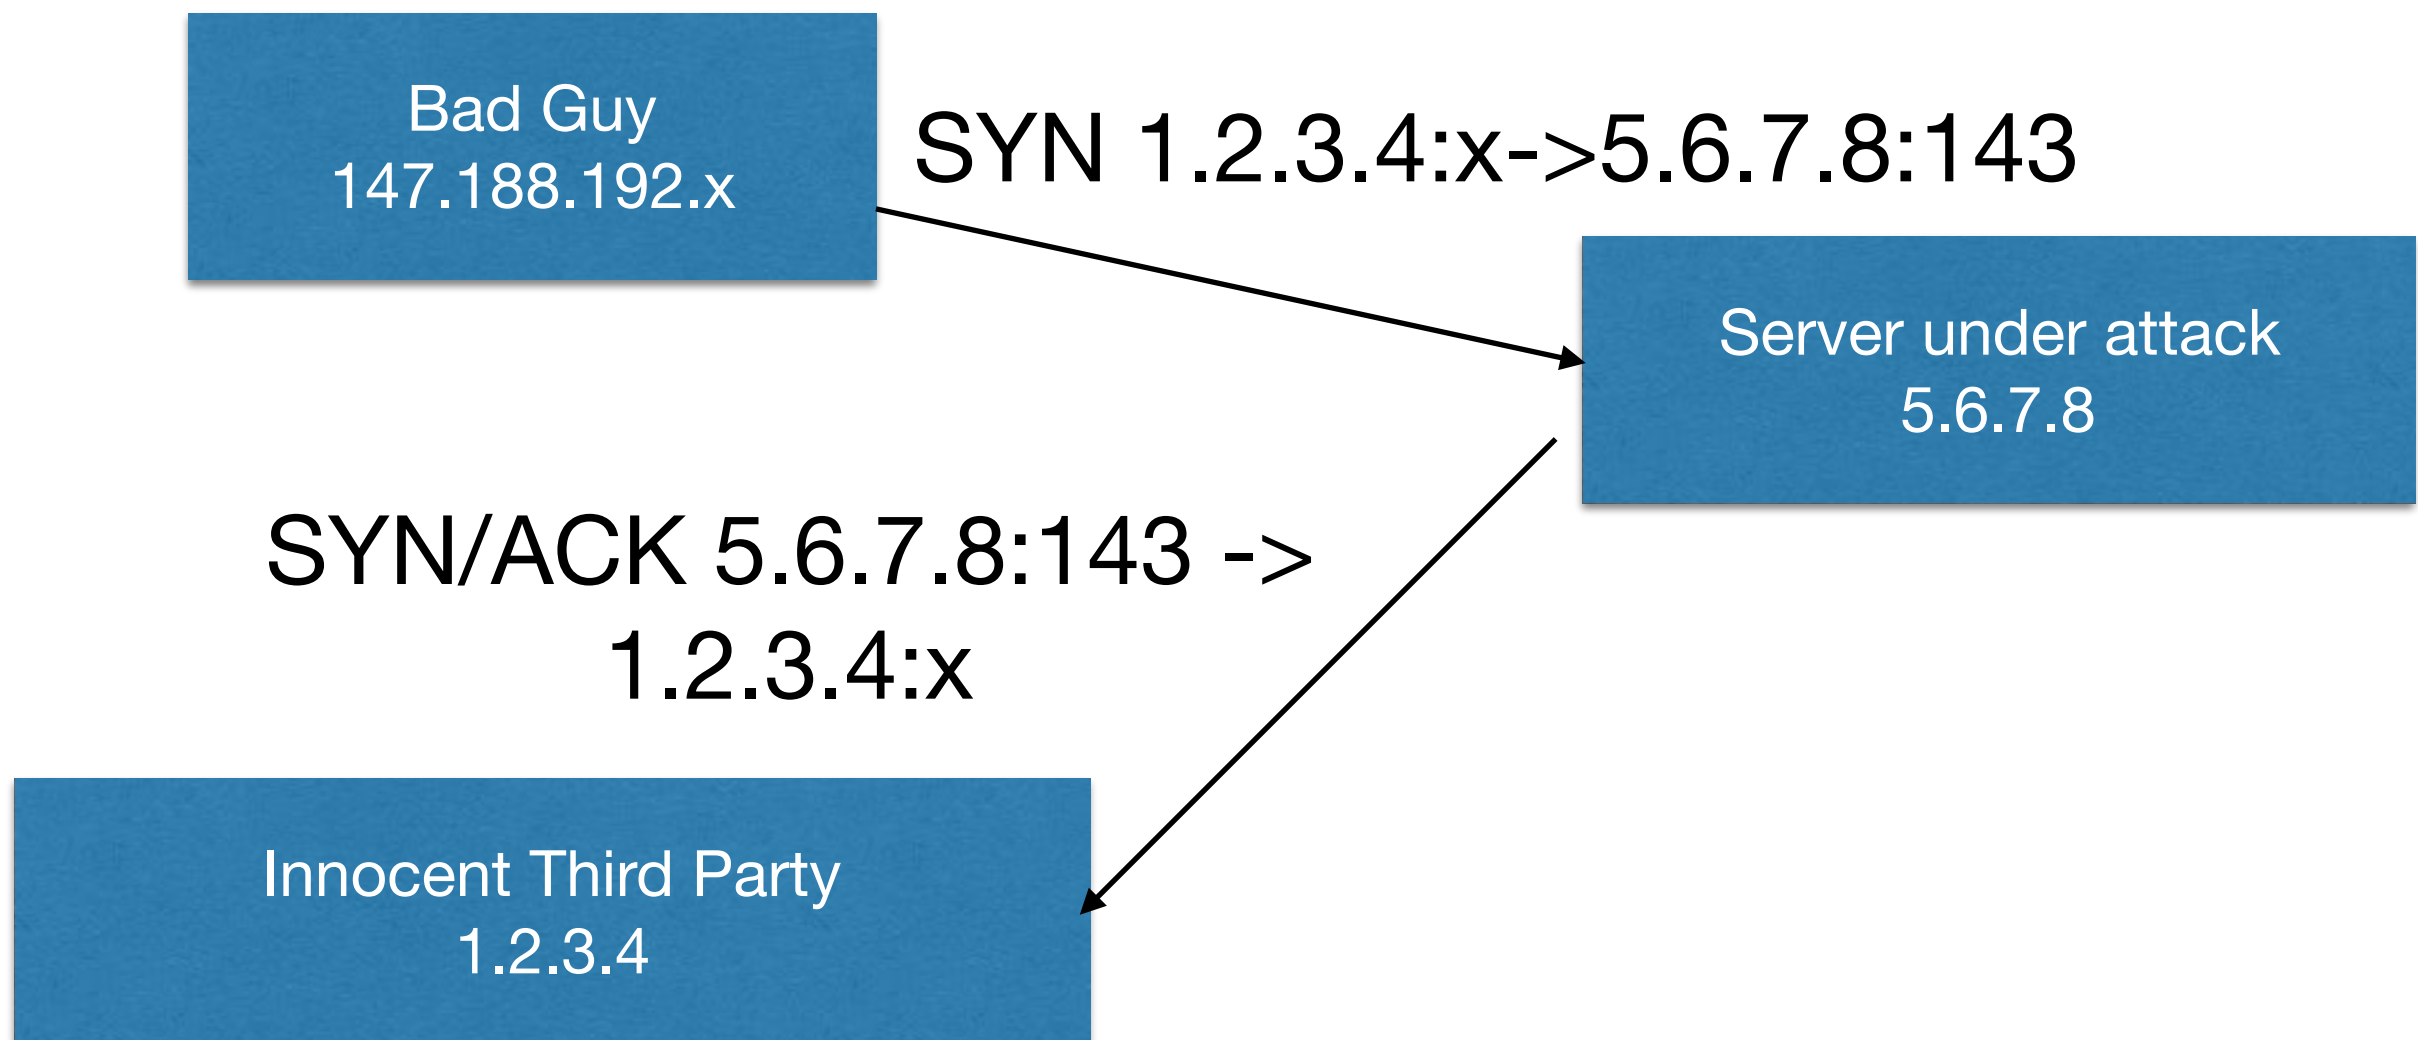 Bad Guy
147.188.192.x
SYN 1.2.3.4:x->5.6.7.8:143
Server under attack
5.6.7.8
SYN/ACK 5.6.7.8:143 ->
1.2.3.4:x
Innocent Third Party
1.2.3.4